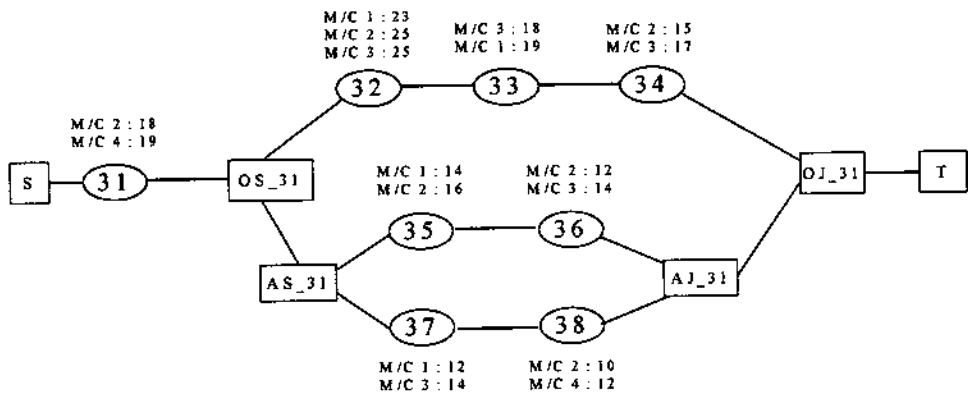 M/C 1 : 23
M/C 2 : 25
M/C 3 : 25
M/C 3 : 18
M/C 1 : 19
M/C 2 : 15
M/C 3 : 17
32
33
34
M/C 2 : 18
M/C 4 : 19
S
31
OS_31
OJ_31
T
M/C 1 : 14
M/C 2 : 16
M/C 2 : 12
M/C 3 : 14
35
36
AS_31
AJ_31
37
38
M/C 1 : 12
M/C 3 : 14
M/C 2 : 10
M/C 4 : 12